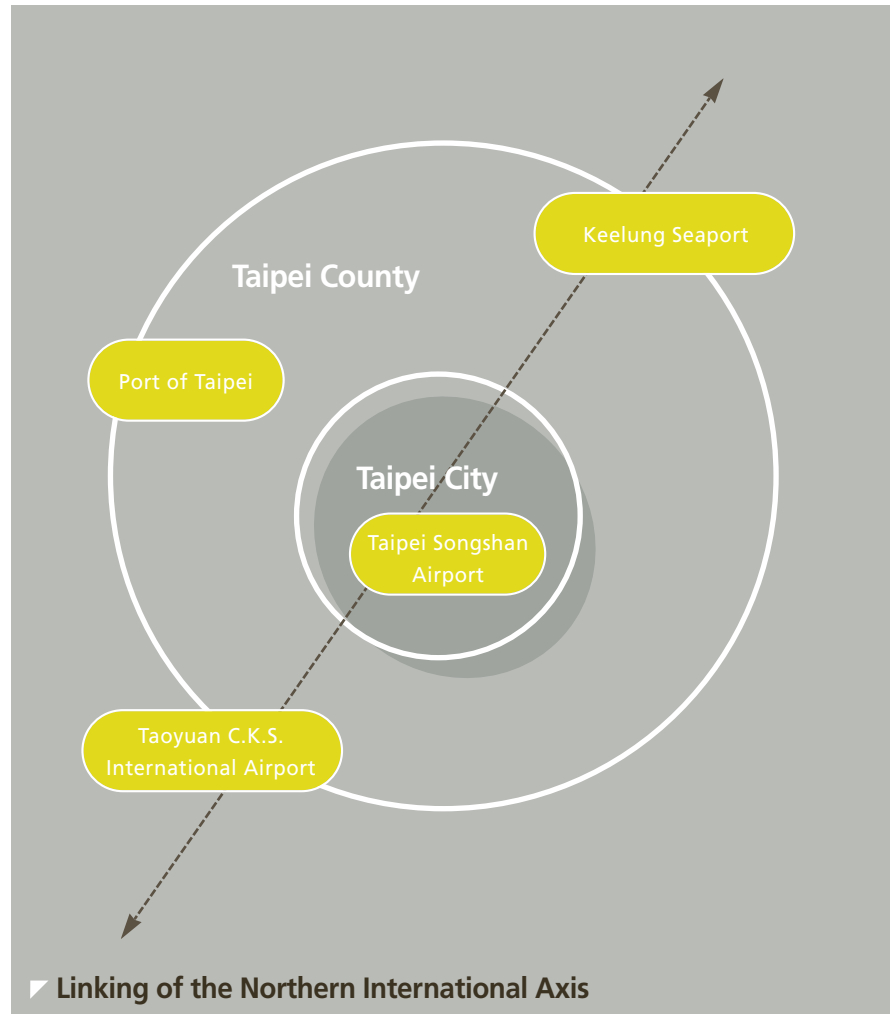 Keelung Seaport
Taipei County
Port of Taipei
Taipei City
Taipei Songshan
Airport
Taoyuan C.K.S.
International Airport
Linking of the Northern International Axis